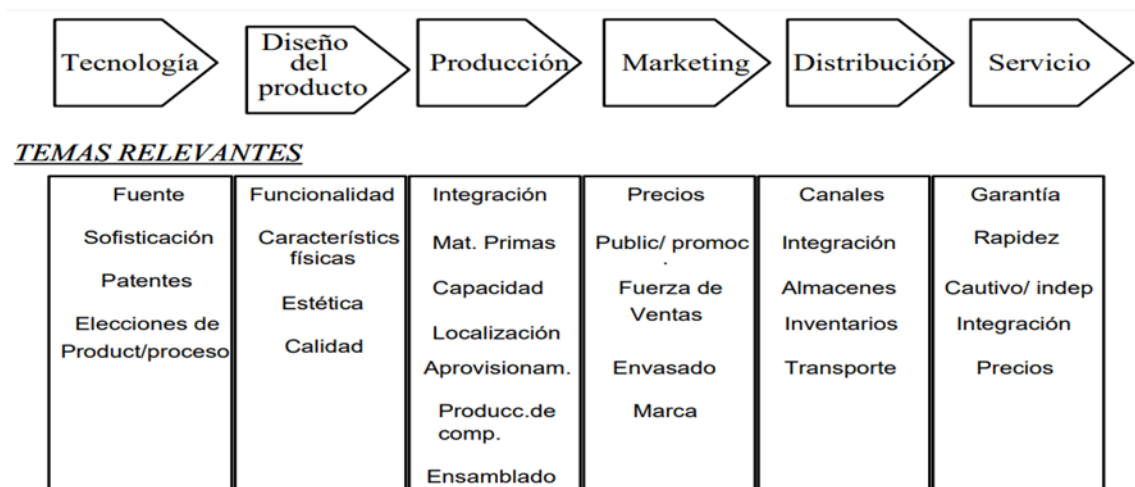 Tecnología
Diseño
del
producto
Producción
Marketing
Distribución
Servicio
TEMAS RELEVANTES
Fuente
Sofisticación
Patentes
Elecciones de
Product/proceso
Funcionalidad
Característics
físicas
Estética
Calidad
Integración
Mat. Primas
Capacidad
Localización
Aprovisionam.
Producc.de
comp.
Ensamblado
Precios
Public/ promoc
.
Fuerza de
Ventas
Envasado
Marca
Canales
Integración
Almacenes
Inventarios
Transporte
Garantía
Rapidez
Cautivo/ indep
Integración
Precios